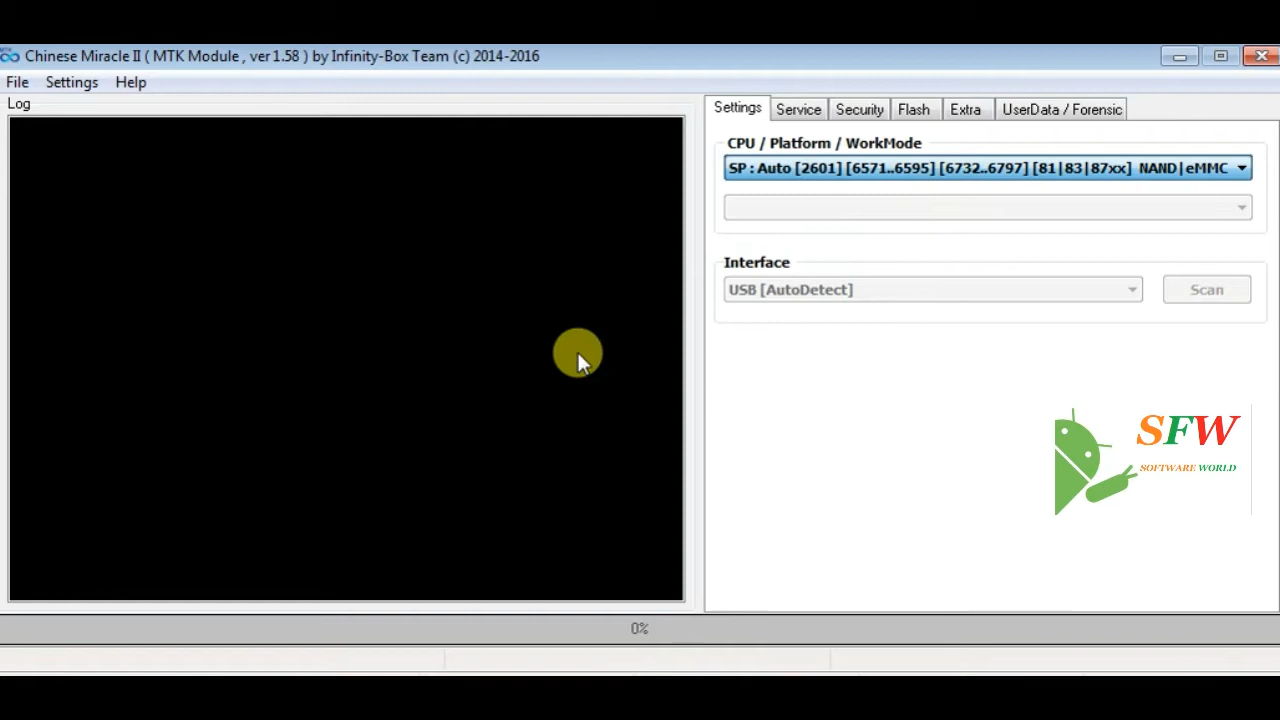 MTK
Chinese Miracle II ( MTK Module , ver 1.58 ) by Infinity-Box Team (c) 2014-2016
File Settings Help
Log
Settings Service Security Flash Extra UserData / Forensic
CPU / Platform / WorkMode
SP : Auto [2601] [6571..6595] [6732..6797] [81|83|87xx] NAND|eMMC
Interface
USB [AutoDetect] Scan
SFW
SOFTWARE WORLD
0%